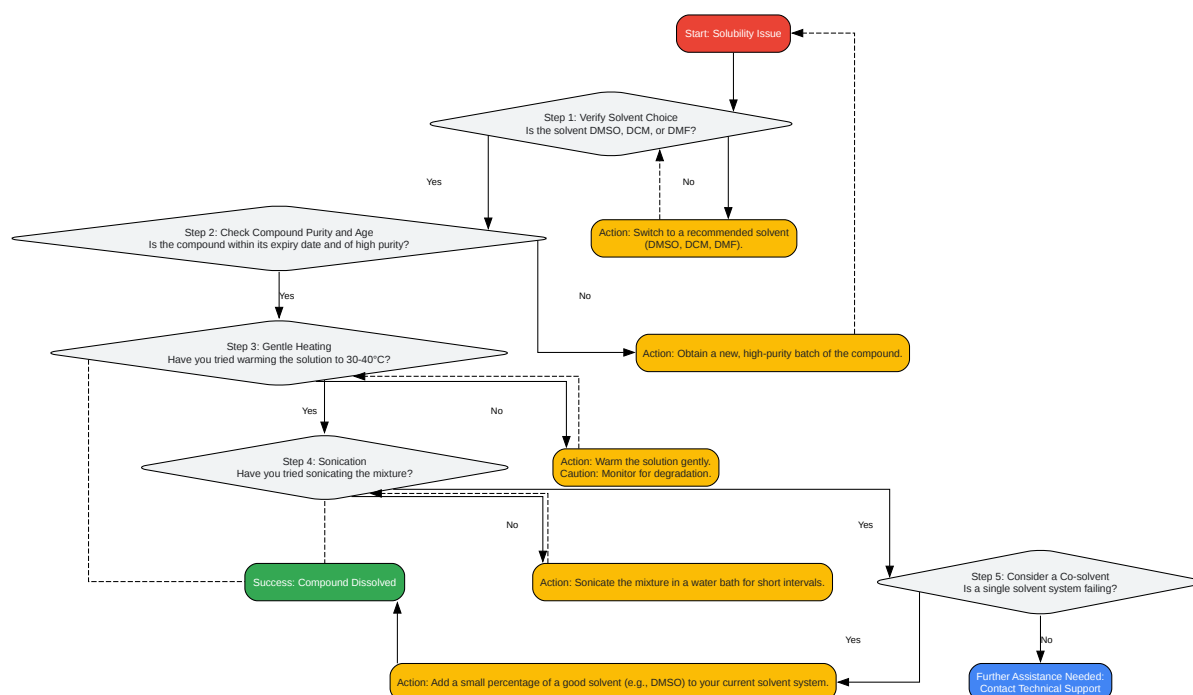 Start: Solubility Issue
Step 1: Verify Solvent Choice
Is the solvent DMSO, DCM, or DMF?
Yes
No
Step 2: Check Compound Purity and Age
Is the compound within its expiry date and of high purity?
Action: Switch to a recommended solvent
(DMSO, DCM, DMF).
Yes
No
Step 3: Gentle Heating
Have you tried warming the solution to 30-40°C?
Action: Obtain a new, high-purity batch of the compound.
Yes
No
Step 4: Sonication
Have you tried sonicating the mixture?
Action: Warm the solution gently.
Caution: Monitor for degradation.
No
Yes
Success: Compound Dissolved
Action: Sonicate the mixture in a water bath for short intervals.
Step 5: Consider a Co-solvent
Is a single solvent system failing?
Yes
No
Action: Add a small percentage of a good solvent (e.g., DMSO) to your current solvent system.
Further Assistance Needed:
Contact Technical Support